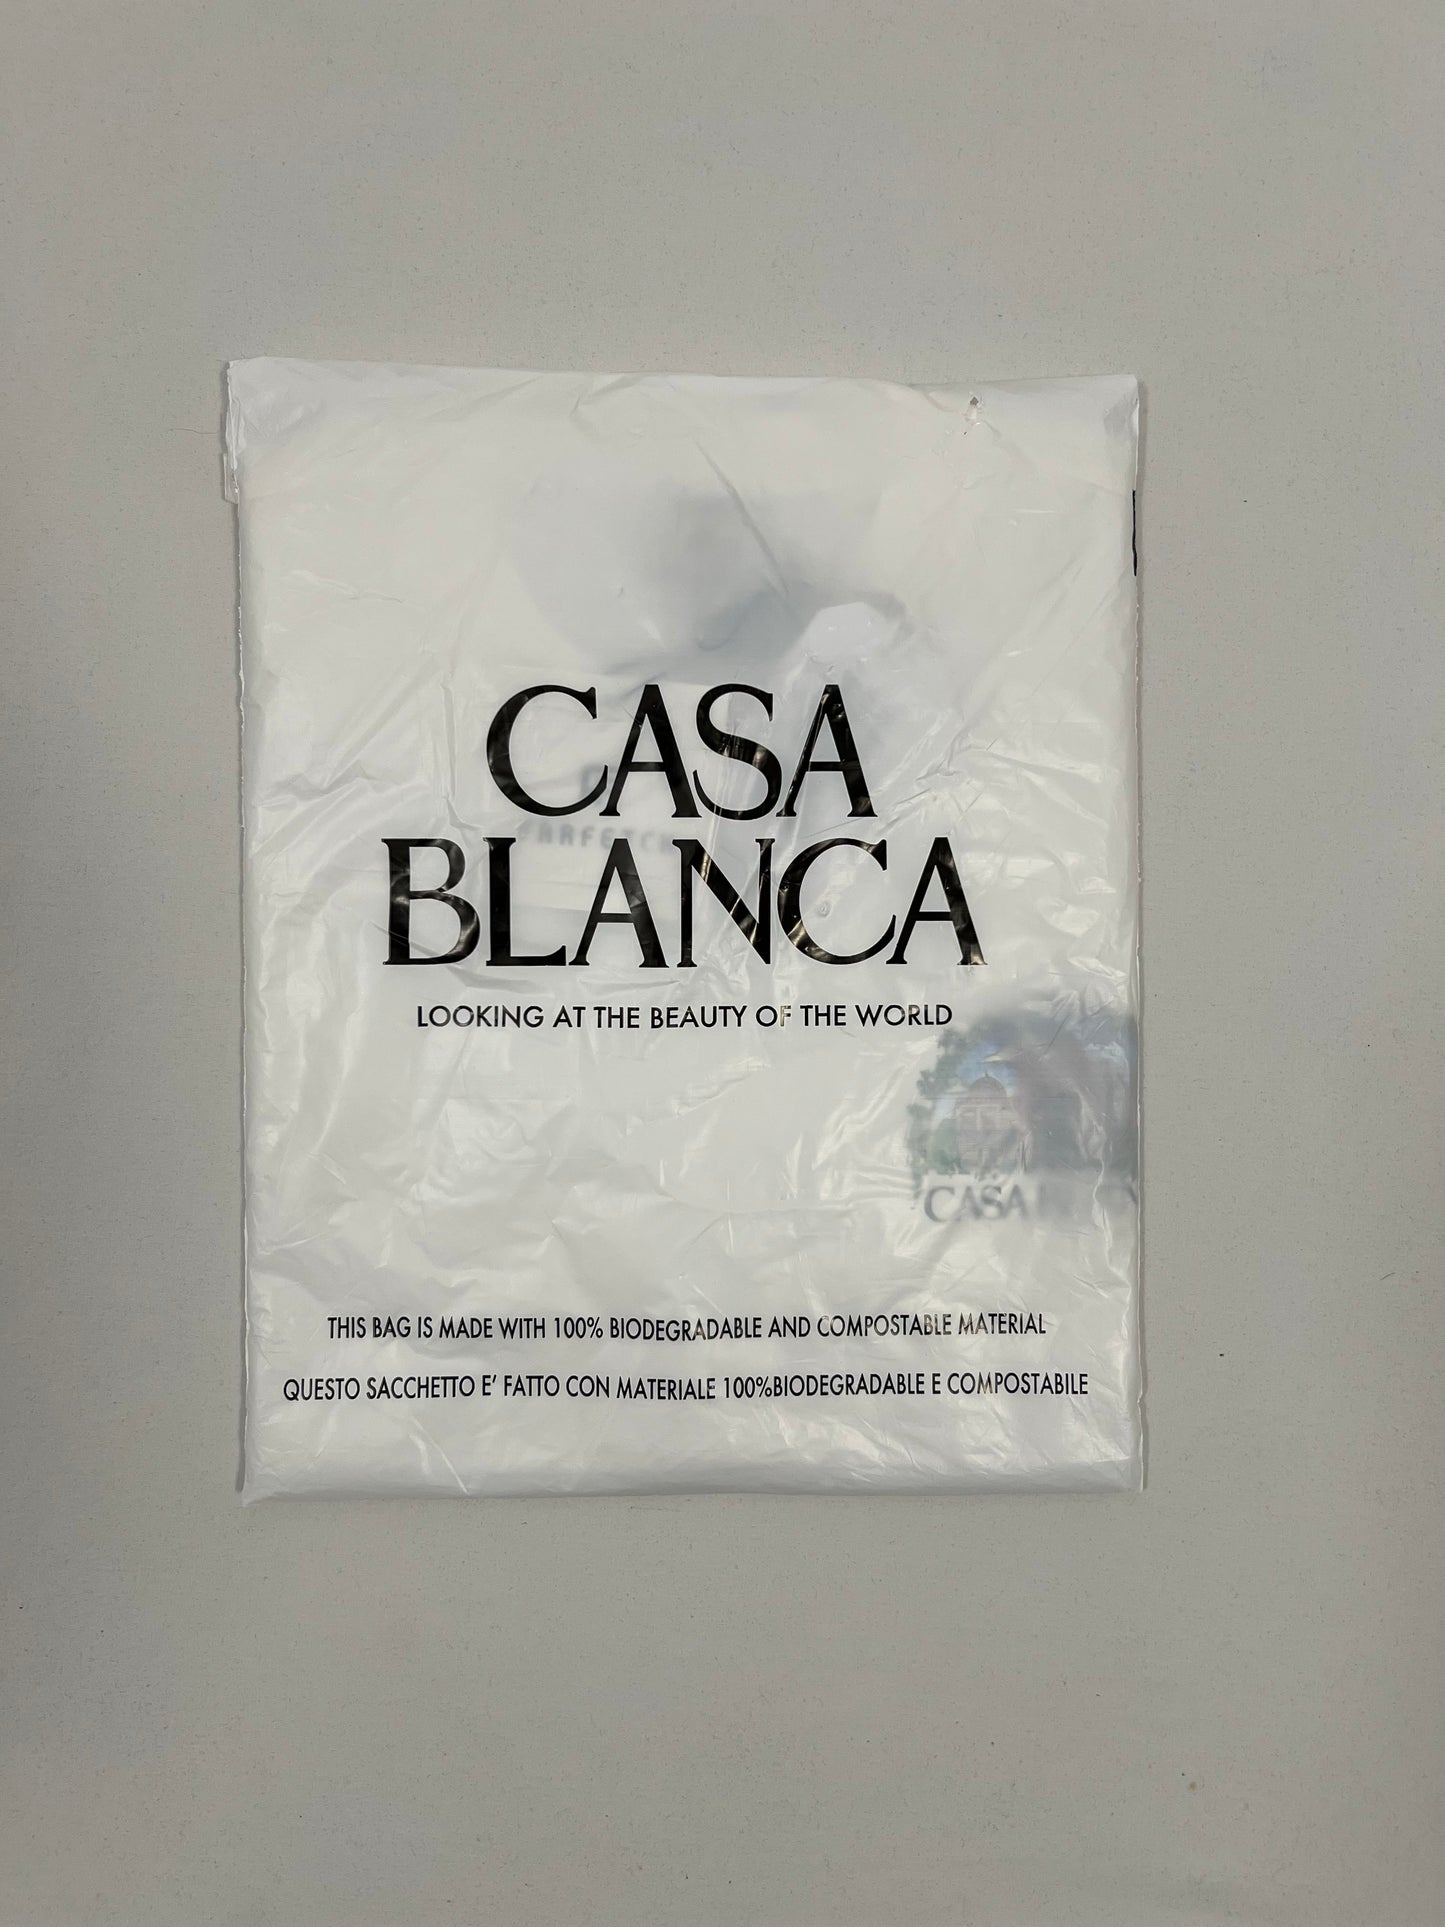 CASA
BLANCA
LOOKING AT THE BEAUTY OF THE WORLD
CASA
THIS BAG IS MADE WITH 100% BIODEGRADABLE AND COMPOSTABLE MATERIAL
QUESTO SACCHETTO E' FATTO CON MATERIALE 100%BIODEGRADABLE E COMPOSTABILE